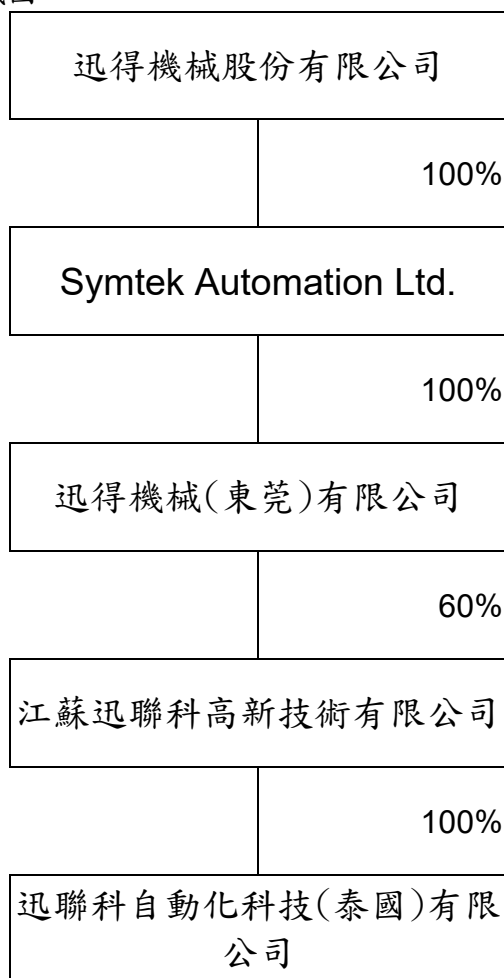 迅得機械股份有限公司
100%
Symtek Automation Ltd.
100%
迅得機械(東莞)有限公司
60%
江蘇迅聯科高新技術有限公司
100%
迅聯科自動化科技(泰國)有限
公司